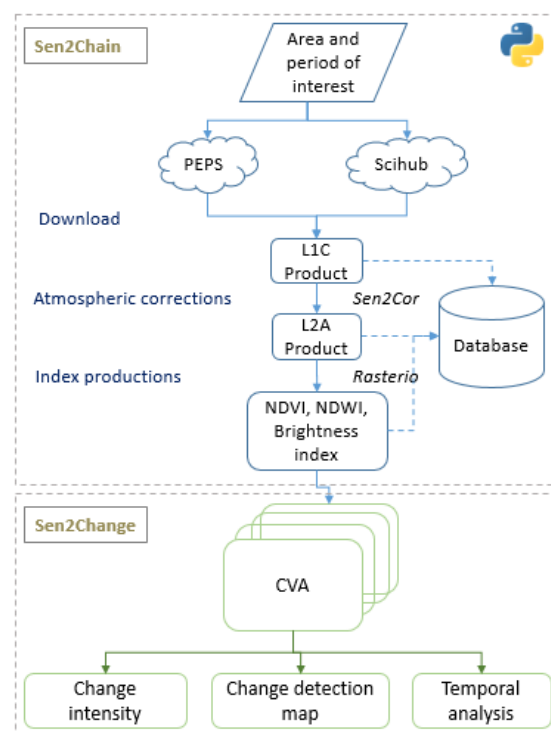 Sen2Chain
Area and
period of
interest
PEPS
Scihub
Download
L1C
Product
Atmospheric corrections
Sen2Cor
L2A
Product
Database
Index productions
Rasterio
NDVI, NDWI,
Brightness
index
Sen2Change
CVA
Change
intensity
Change detection
map
Temporal
analysis